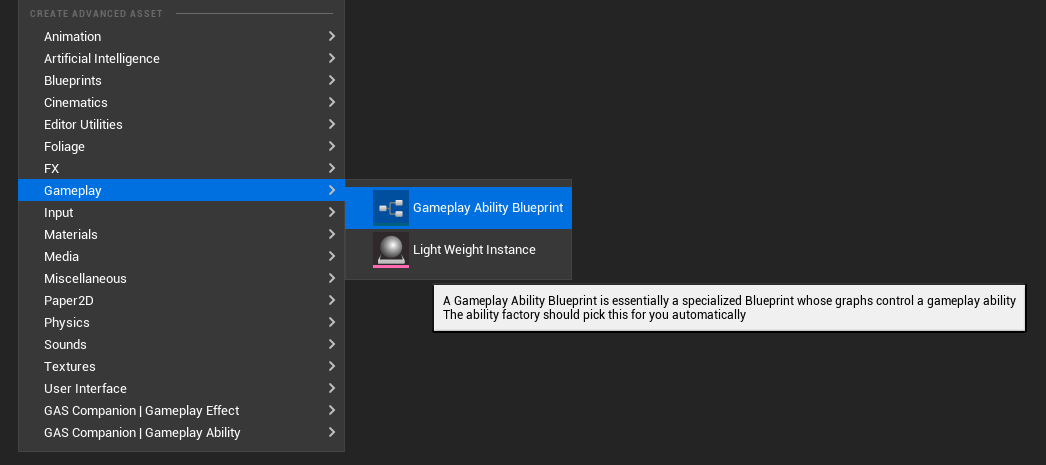 CREATE ADVANCED ASSET
Animation
Artificial Intelligence
Blueprints
Cinematics
Editor Utilities
Foliage
FX
Gameplay
Input
Materials
Media
Miscellaneous
Paper2D
Physics
Sounds
Textures
User Interface
GAS Companion | Gameplay Effect
GAS Companion | Gameplay Ability
Gameplay Ability Blueprint
Light Weight Instance
A Gameplay Ability Blueprint is essentially a specialized Blueprint whose graphs control a gameplay ability
The ability factory should pick this for you automatically